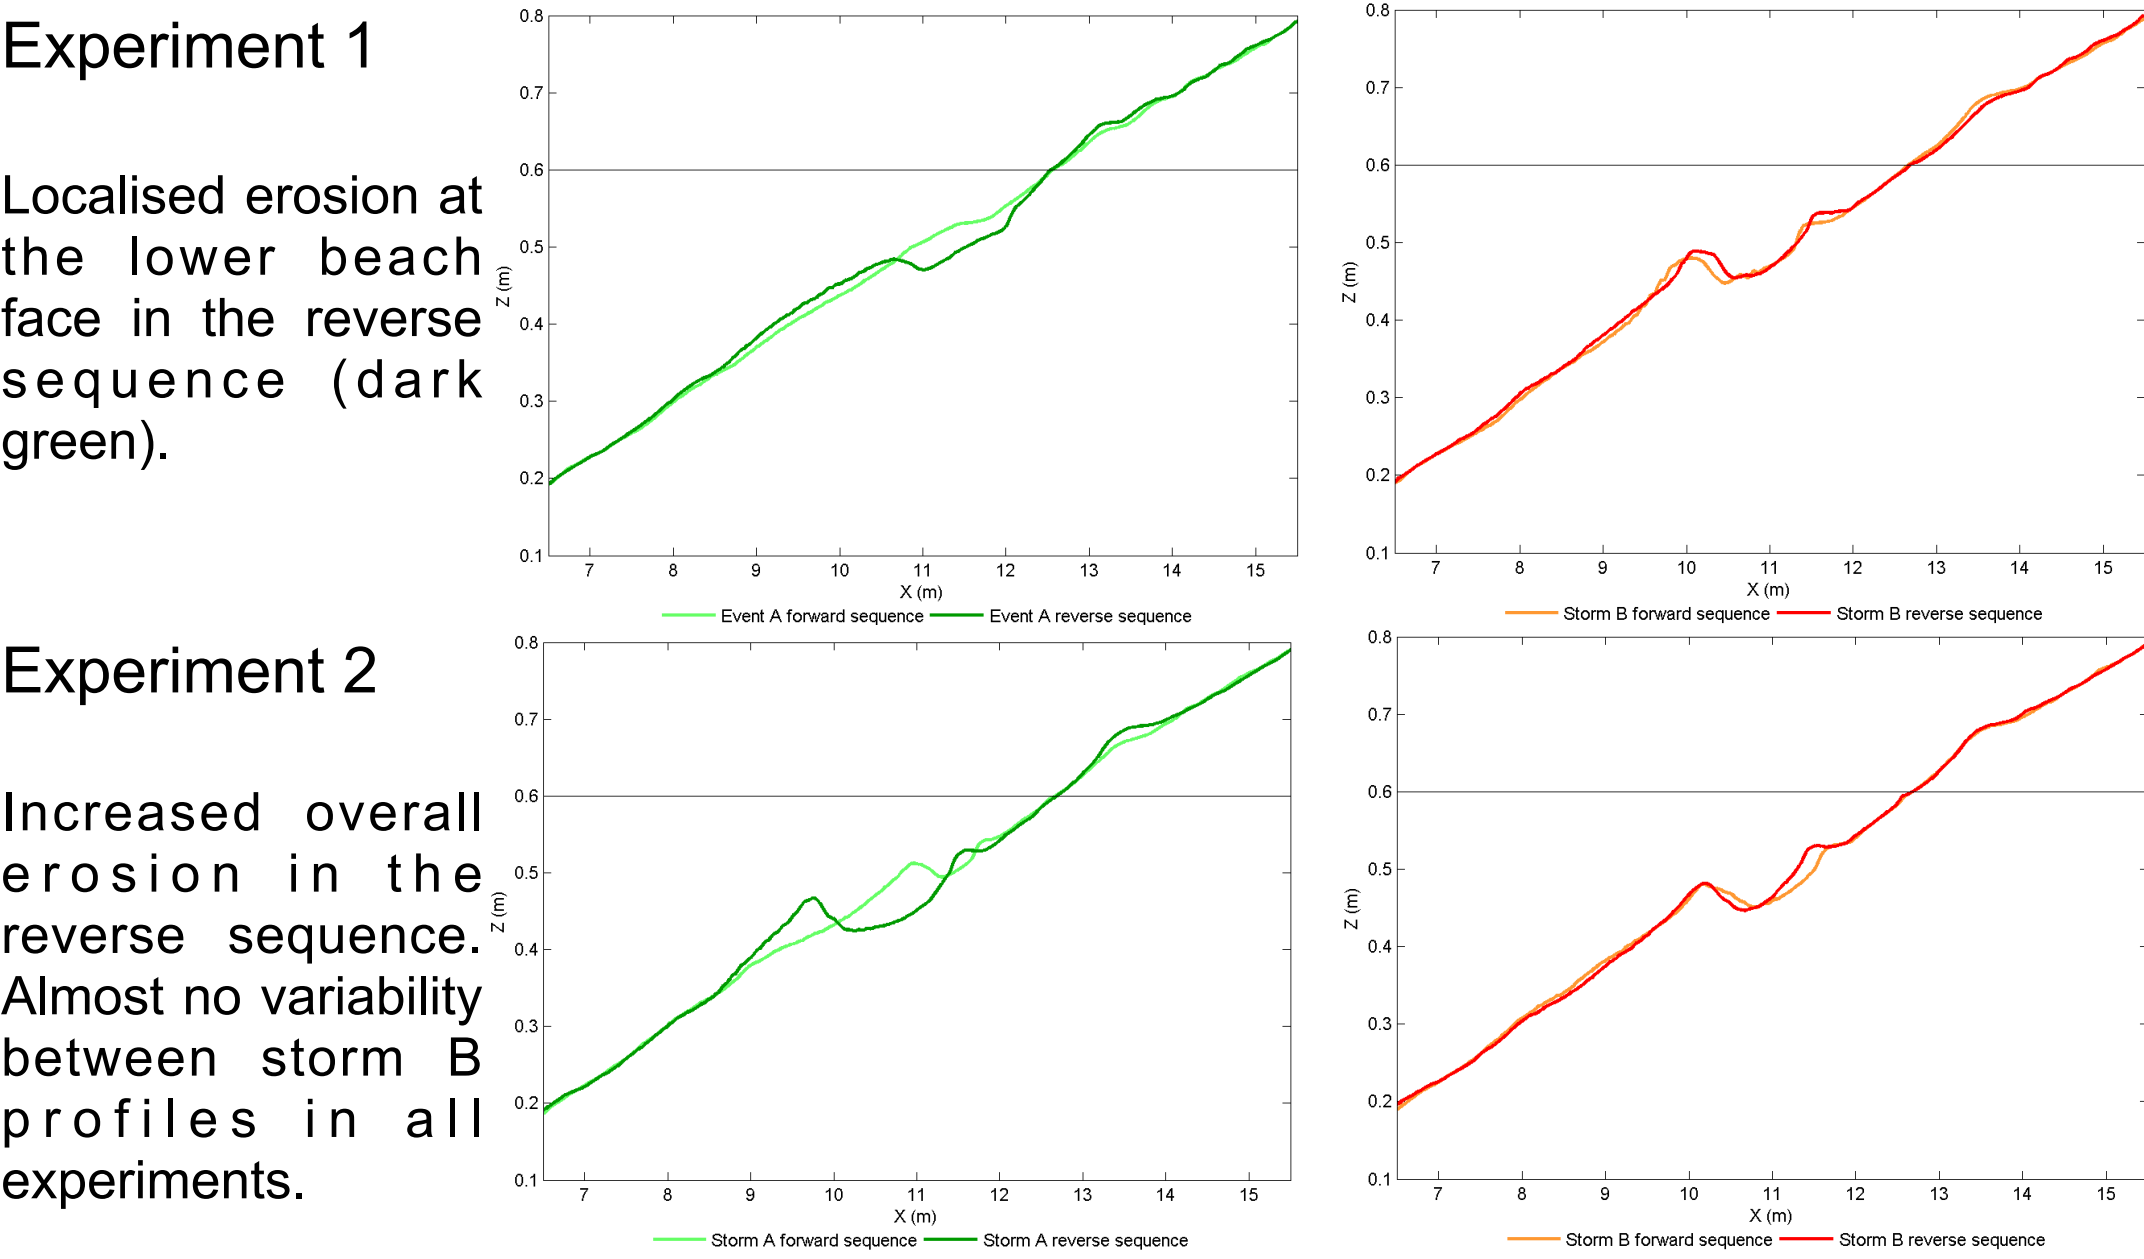 Experiment 1
Localised erosion at
the lower beach
face in the reverse
sequence (dark
green).
0.8
0.7
0.6
0.5
0.4
0.3
0.2
0.1
Z (m)
7 8 9 10 11 12 13 14 15
X (m)
Event A forward sequence Event A reverse sequence
0.8
0.7
0.6
0.5
0.4
0.3
0.2
0.1
Z (m)
7 8 9 10 11 12 13 14 15
X (m)
Storm B forward sequence Storm B reverse sequence
Experiment 2
Increased overall
erosion in the
reverse sequence.
Almost no variability
between storm B
profiles in all
experiments.
0.8
0.7
0.6
0.5
0.4
0.3
0.2
0.1
Z (m)
7 8 9 10 11 12 13 14 15
X (m)
Storm A forward sequence Storm A reverse sequence
0.8
0.7
0.6
0.5
0.4
0.3
0.2
0.1
Z (m)
7 8 9 10 11 12 13 14 15
X (m)
Storm B forward sequence Storm B reverse sequence